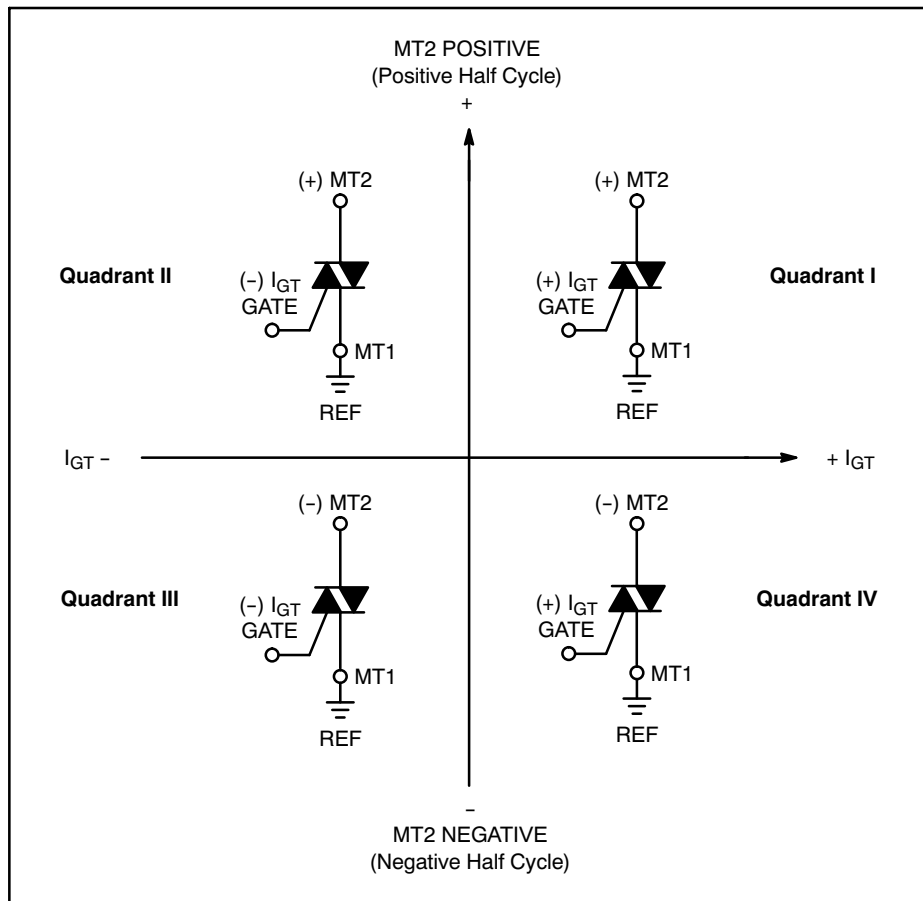 MT2 POSITIVE
(Positive Half Cycle)
+
(+) MT2
(+) MT2
Quadrant II
(–) IGT
GATE
(+) IGT
GATE
Quadrant I
MT1
MT1
REF
REF
IGT –
+ IGT
(–) MT2
(–) MT2
Quadrant III
(–) IGT
GATE
(+) IGT
GATE
Quadrant IV
MT1
MT1
REF
REF
–
MT2 NEGATIVE
(Negative Half Cycle)